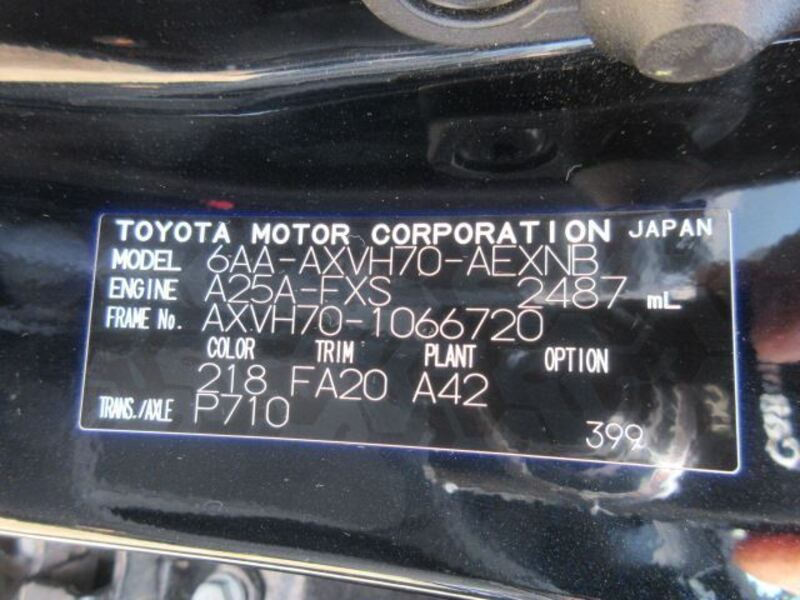 TOYOTA MOTOR CORPORATION JAPAN
MODEL 6AA-AXVH70-AEXNB
ENGINE A25A-FXS 2487 mL
FRAME No. AXVH70-1066720
COLOR TRIM PLANT OPTION
218 FA20 A42
TRANS./AXLE P710
399